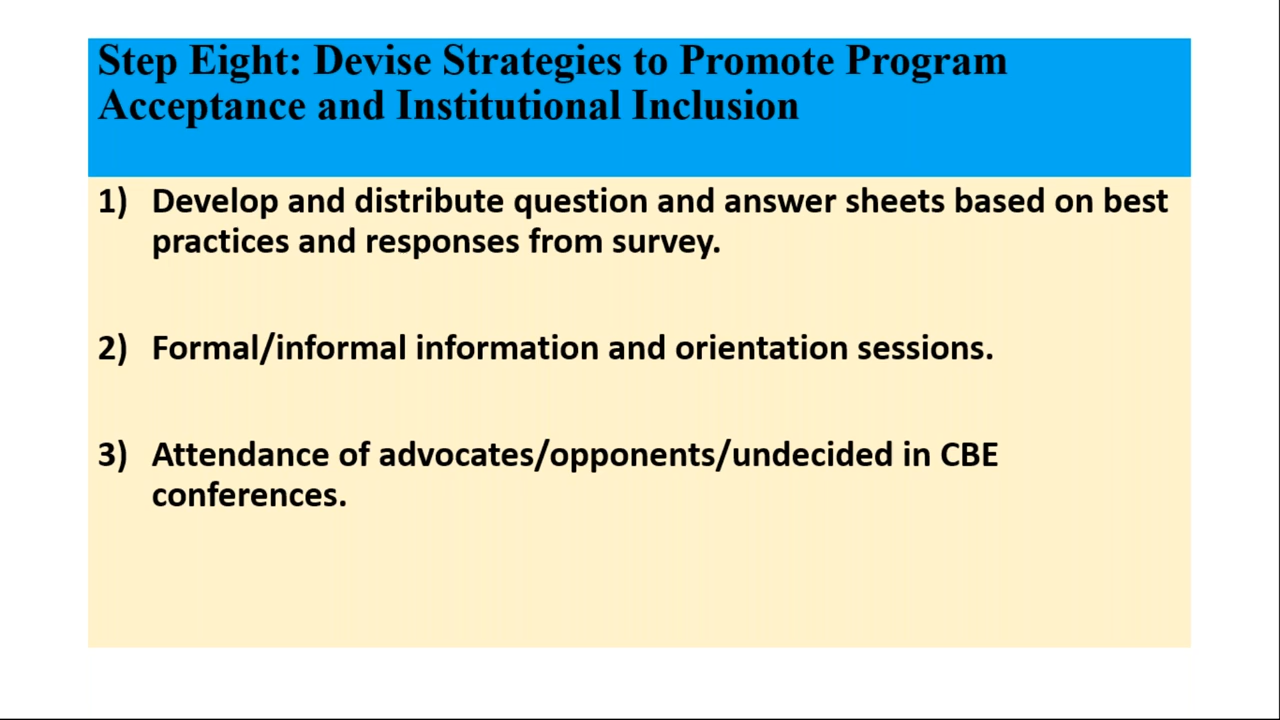 Step Eight: Devise Strategies to Promote Program
Acceptance and Institutional Inclusion
1) Develop and distribute question and answer sheets based on best
practices and responses from survey.
2) Formal/informal information and orientation sessions.
3) Attendance of advocates/opponents/undecided in CBE
conferences.